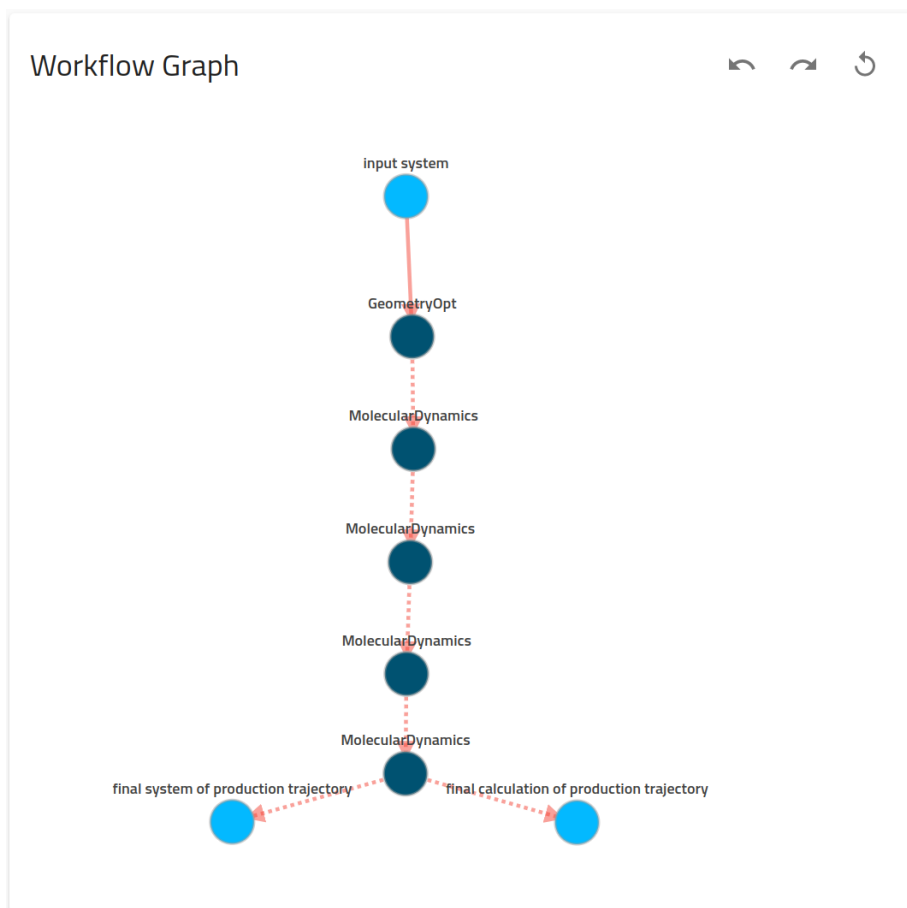 Workflow Graph
input system
GeometryOpt
MolecularDynamics
MolecularDynamics
MolecularDynamics
MolecularDynamics
final system of production trajectory
final calculation of production trajectory